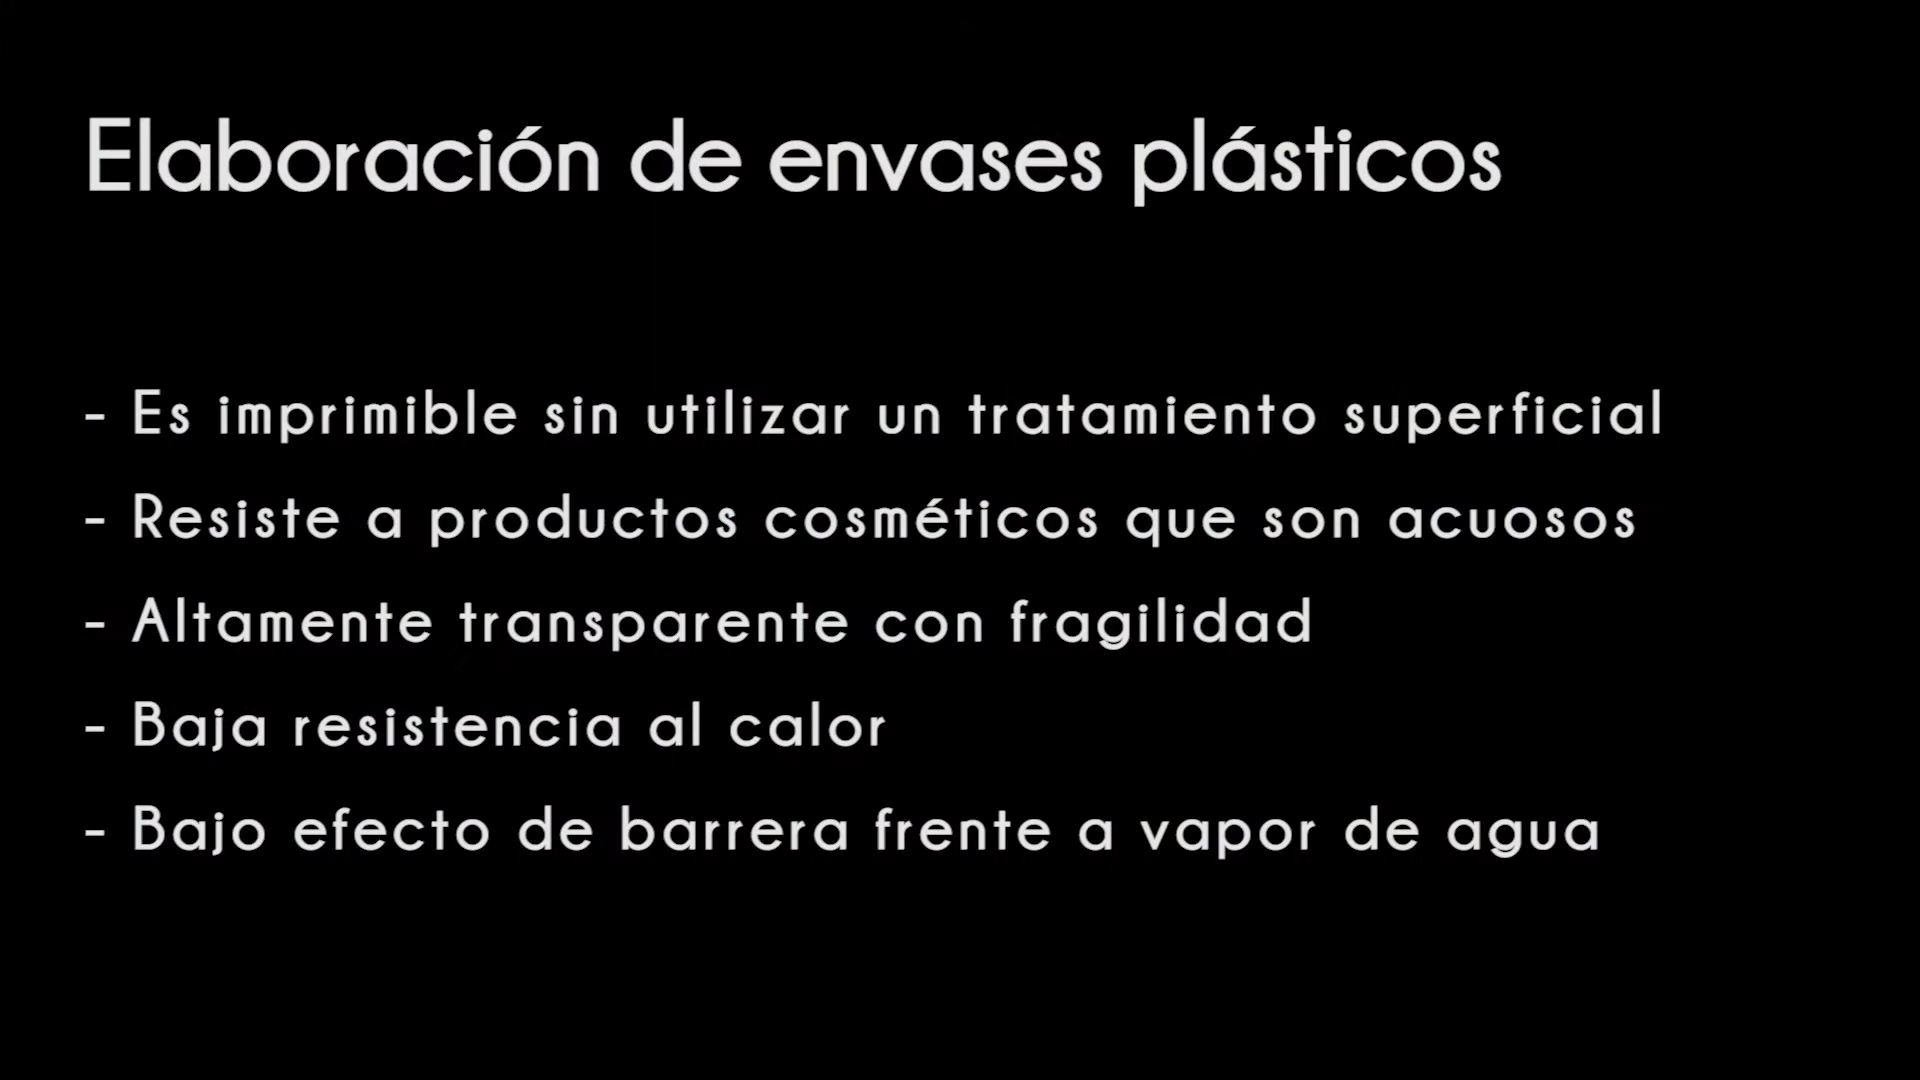 Elaboración de envases plásticos
- Es imprimible sin utilizar un tratamiento superficial
- Resiste a productos cosméticos que son acuosos
- Altamente transparente con fragilidad
- Baja resistencia al calor
- Bajo efecto de barrera frente a vapor de agua